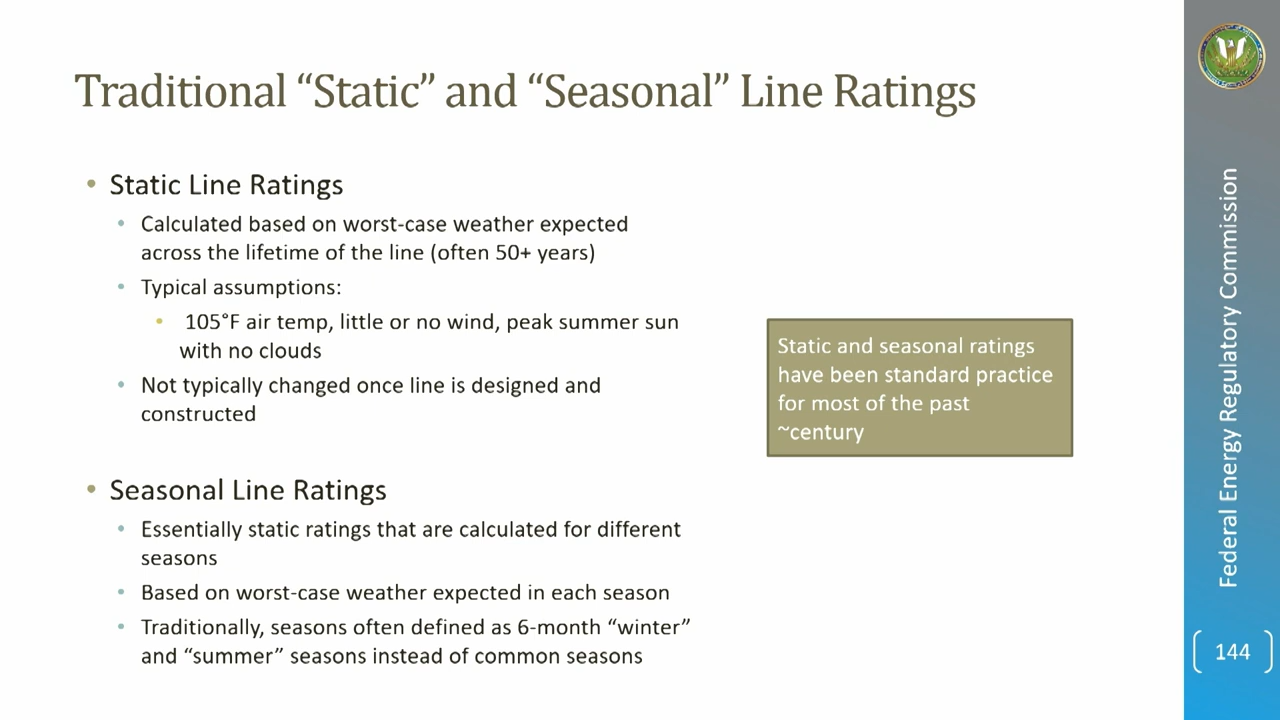 Traditional “Static” and “Seasonal” Line Ratings
• Static Line Ratings
• Calculated based on worst-case weather expected
across the lifetime of the line (often 50+ years)
• Typical assumptions:
• 105°F air temp, little or no wind, peak summer sun
with no clouds
• Not typically changed once line is designed and
constructed
• Seasonal Line Ratings
• Essentially static ratings that are calculated for different
seasons
• Based on worst-case weather expected in each season
• Traditionally, seasons often defined as 6-month “winter”
and “summer” seasons instead of common seasons
Static and seasonal ratings
have been standard practice
for most of the past
~century
Federal Energy Regulatory Commission
144